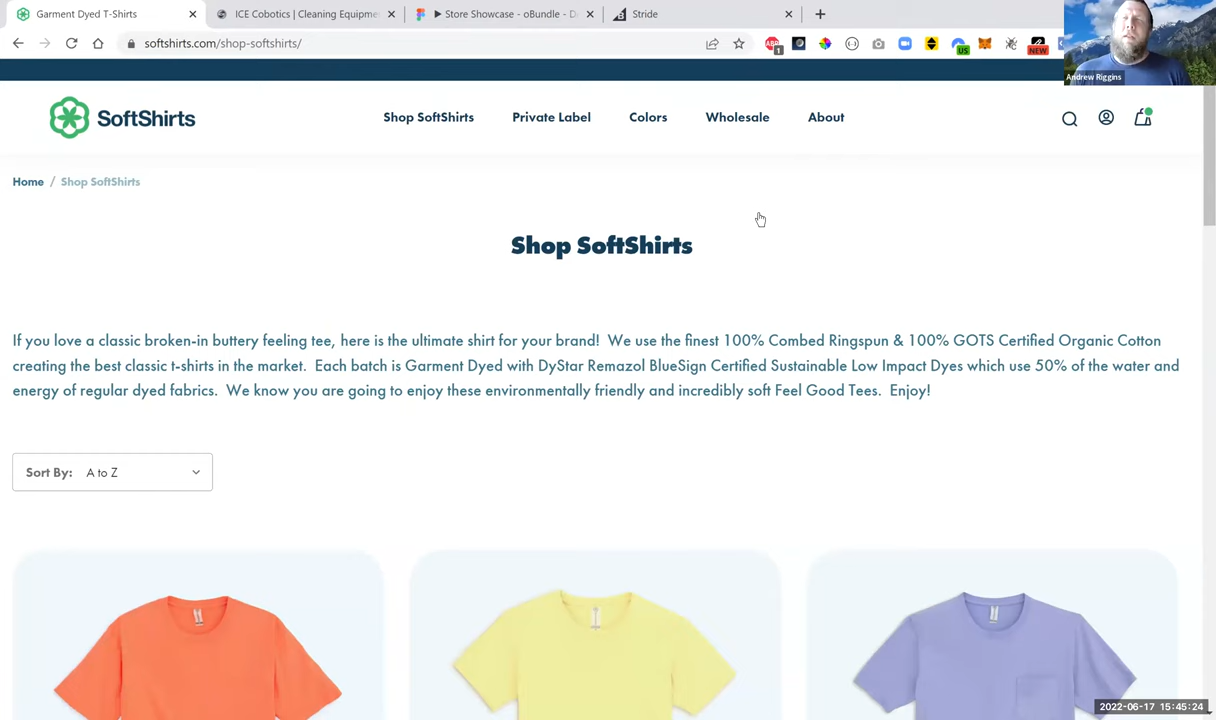 Garment Dyed T-Shirts
ICE Cobotics | Cleaning Equipme
Store Showcase - oBundle - D
Stride
softshirts.com/shop-softshirts/
ABP
1
US
NEW
Andrew Riggins
SoftShirts
Shop SoftShirts
Private Label
Colors
Wholesale
About
Home / Shop SoftShirts
Shop SoftShirts
If you love a classic broken-in buttery feeling tee, here is the ultimate shirt for your brand! We use the finest 100% Combed Ringspun & 100% GOTS Certified Organic Cotton
creating the best classic t-shirts in the market. Each batch is Garment Dyed with DyStar Remazol BlueSign Certified Sustainable Low Impact Dyes which use 50% of the water and
energy of regular dyed fabrics. We know you are going to enjoy these environmentally friendly and incredibly soft Feel Good Tees. Enjoy!
Sort By: A to Z
2022-06-17 15:45:24